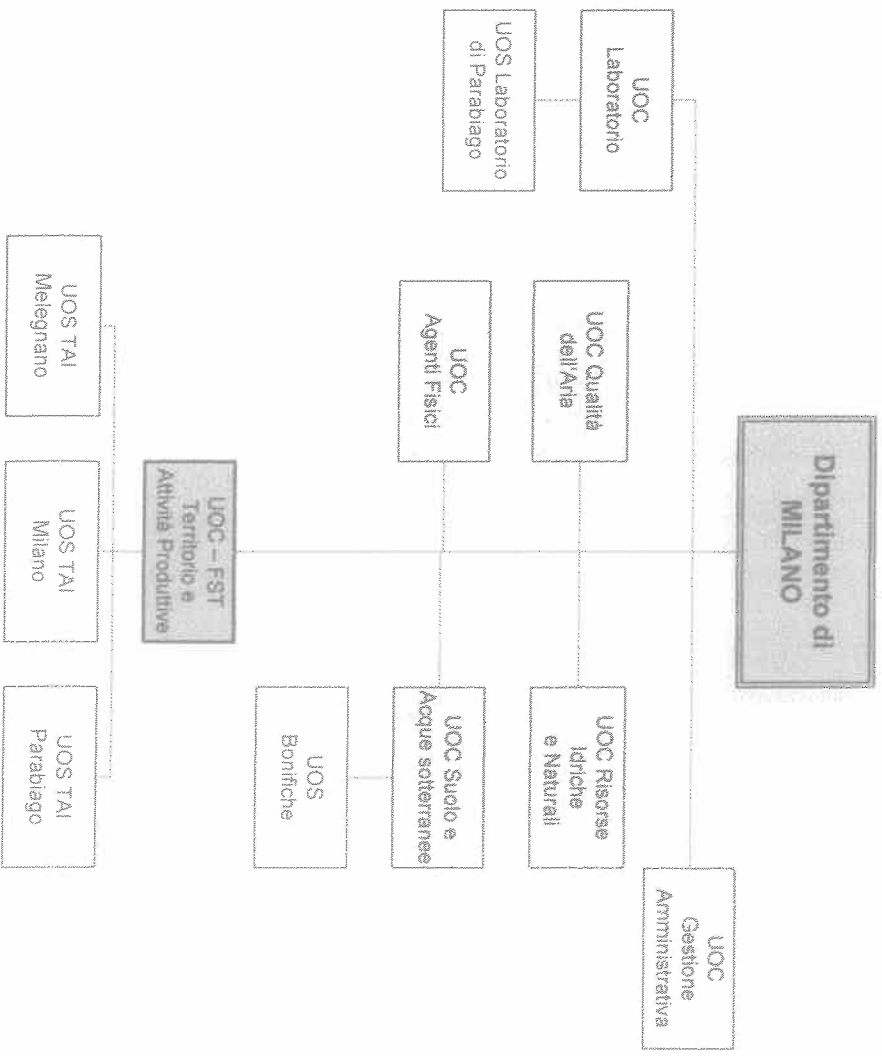 Dipartimento di
MILANO
UOC
Laboratorio
UOS Laboratorio
di Parabiago
UOC
Gestione
Amministrativa
UOC Qualità
dell'Aria
UOC Risorse
Idriche
e Naturali
UOC
Agenti Fisici
UOC Suolo e
Acque sotterranee
UOS
Bonifiche
UOC – FST
Territorio e
Attività Produttive
UOS TAI
Melegnano
UOS TAI
Milano
UOS TAI
Parabiago